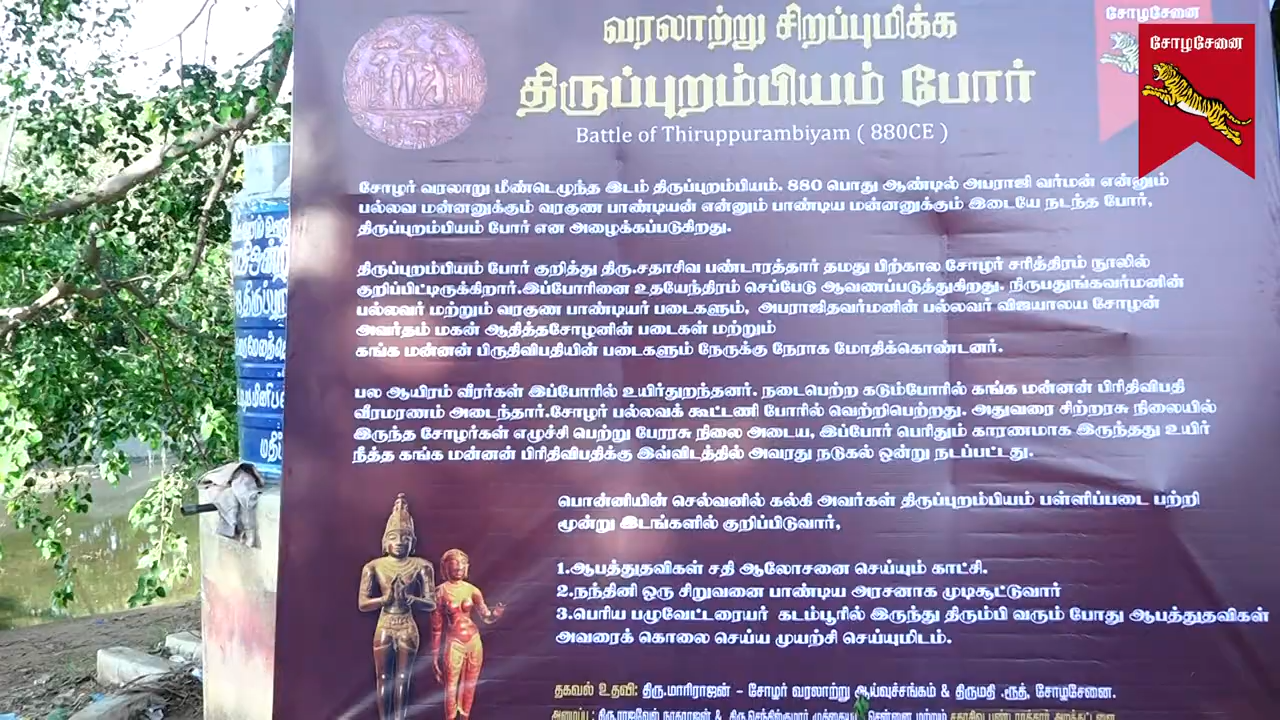 வரலாற்று சிறப்புமிக்க
திருப்புறம்பியம் போர்
Battle of Thiruppurambiyam ( 880CE )
சோழசேனை
சோழசேனை
சோழர் வரலாறு மீண்டெழுந்த இடம் திருப்புறம்பியம். 880 பொது ஆண்டில் அபராஜி வர்மன் என்னும்
பல்லவ மன்னனுக்கும் வரகுண பாண்டியன் என்னும் பாண்டிய மன்னனுக்கும் இடையே நடந்த போர்,
திருப்புறம்பியம் போர் என அழைக்கப்படுகிறது.
திருப்புறம்பியம் போர் குறித்து திரு.சதாசிவ பண்டாரத்தார் தமது பிற்கால சோழர் சரித்திரம் நூலில்
குறிப்பிட்டிருக்கிறார்.இப்போரினை உதயேந்திரம் செப்பேடு ஆவணப்படுத்துகிறது. நிருபதுங்கவர்மனின்
பல்லவர் மற்றும் வரகுண பாண்டியர் படைகளும், அபராஜிதவர்மனின் பல்லவர் விஜயாலய சோழன்
அவர்தம் மகன் ஆதித்தசோழனின் படைகள் மற்றும்
கங்க மன்னன் பிருதிவிபதியின் படைகளும் நேருக்கு நேராக மோதிக்கொண்டனர்.
பல ஆயிரம் வீரர்கள் இப்போரில் உயிர்துறந்தனர். நடைபெற்ற கடும்போரில் கங்க மன்னன் பிரிதிவிபதி
வீரமரணம் அடைந்தார்.சோழர் பல்லவக் கூட்டணி போரில் வெற்றிபெற்றது. அதுவரை சிற்றரசு நிலையில்
இருந்த சோழர்கள் எழுச்சி பெற்று பேரரசு நிலை அடைய, இப்போர் பெரிதும் காரணமாக இருந்தது உயிர்
நீத்த கங்க மன்னன் பிரிதிவிபதிக்கு இவ்விடத்தில் அவரது நடுகல் ஒன்று நடப்பட்டது.
பொன்னியின் செல்வனில் கல்கி அவர்கள் திருப்புறம்பியம் பள்ளிப்படை பற்றி
மூன்று இடங்களில் குறிப்பிடுவார்,
1.ஆபத்துதவிகள் சதி ஆலோசனை செய்யும் காட்சி.
2.நந்தினி ஒரு சிறுவனை பாண்டிய அரசனாக முடிசூட்டுவார்
3.பெரிய பழுவேட்டரையர் கடம்பூரில் இருந்து திரும்பி வரும் போது ஆபத்துதவிகள்
அவரைக் கொலை செய்ய முயற்சி செய்யுமிடம்.
தகவல் உதவி: திரு.மாரிராஜன் – சோழர் வரலாற்று ஆய்வுச்சங்கம் & திருமதி .ரூத், சோழசேனை.